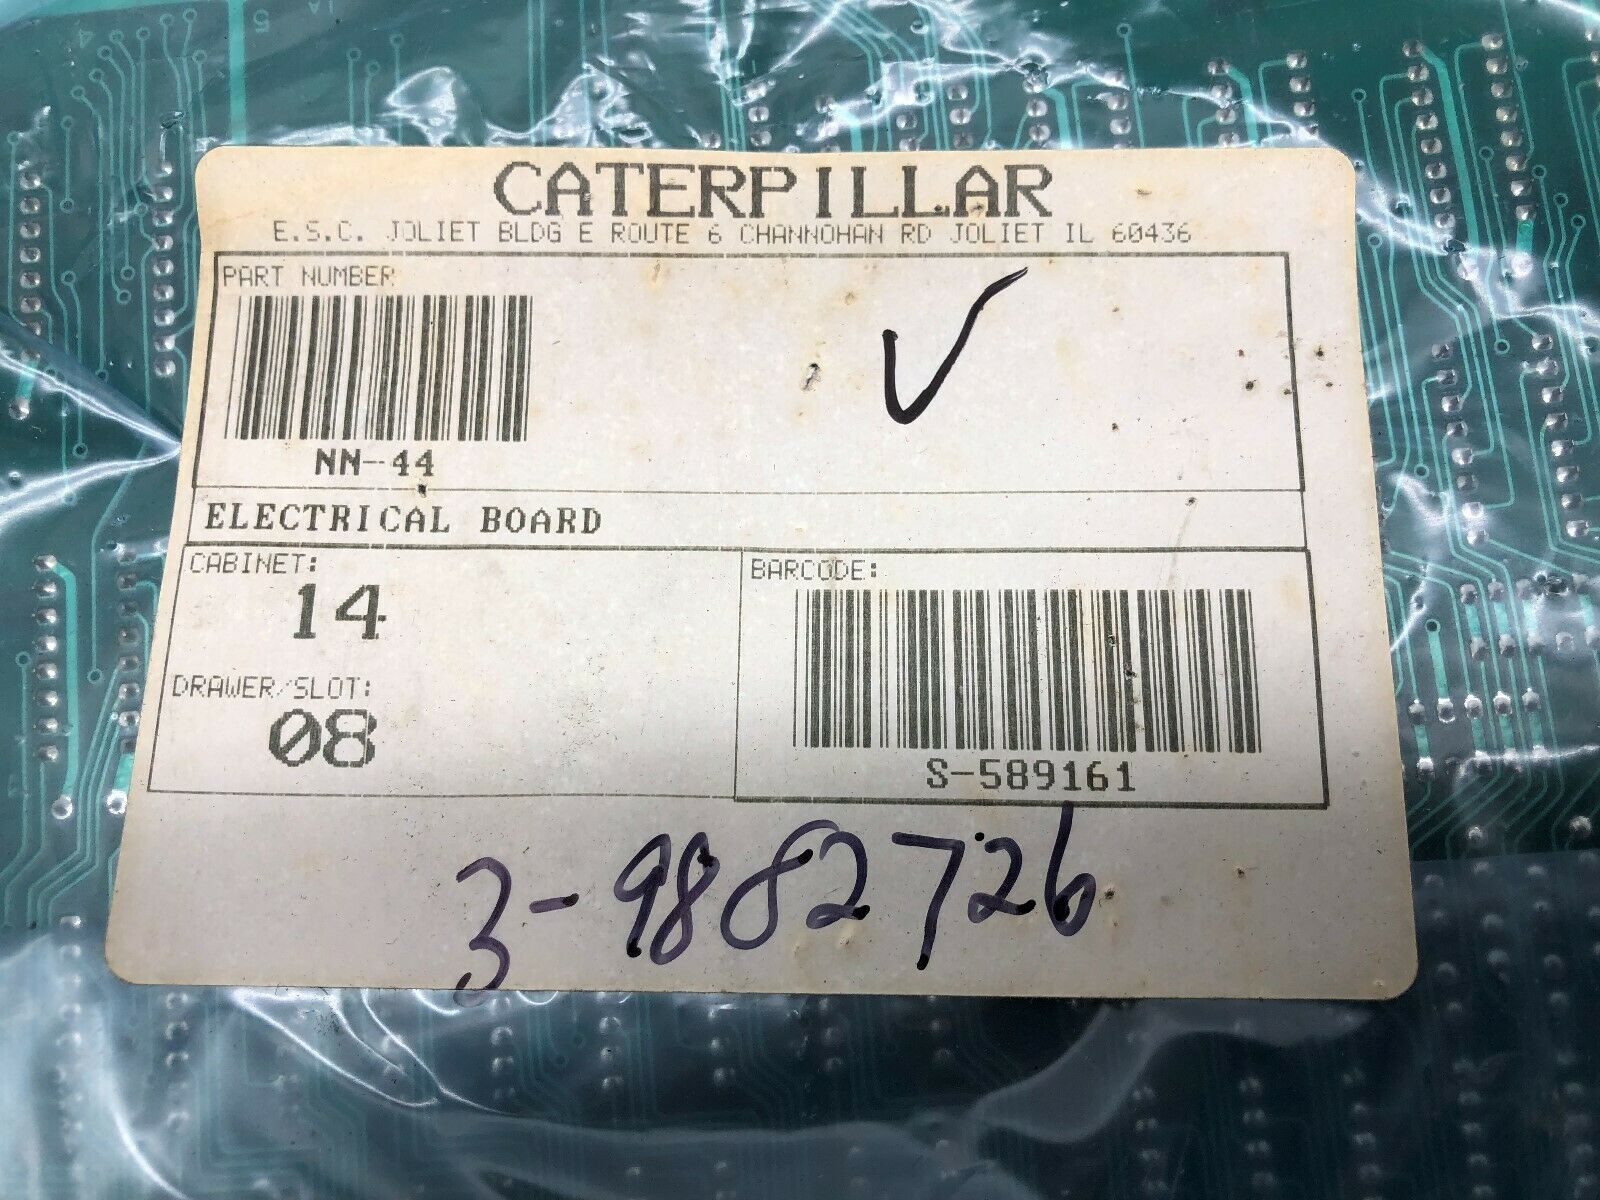 CATERPILLAR
E.S.C. JOLIET BLDG E ROUTE 6 CHANNOHAN RD JOLIET IL 60436
PART NUMBER
NN-44
ELECTRICAL BOARD
CABINET:
14
BARCODE:
DRAWER/SLOT:
08
S-589161
3-9882726